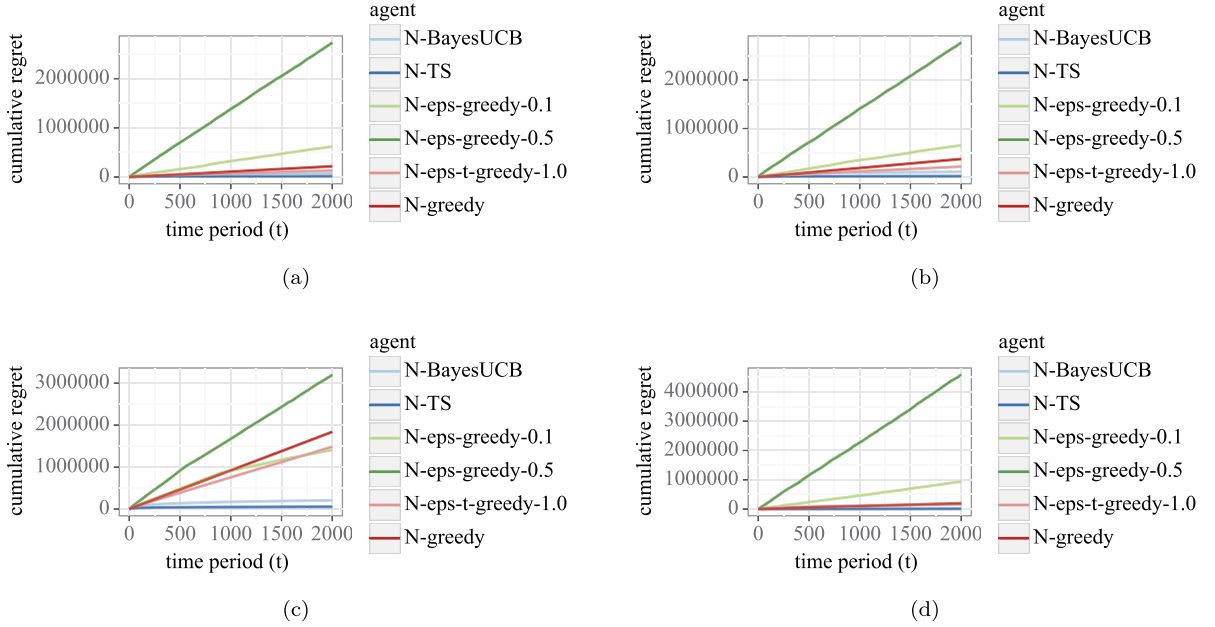 agent
N-BayesUCB
N-TS
N-eps-greedy-0.1
N-eps-greedy-0.5
N-eps-t-greedy-1.0
N-greedy
cumulative regret
2000000
1000000
0
0 500 1000 1500 2000
time period (t)
(a)
agent
N-BayesUCB
N-TS
N-eps-greedy-0.1
N-eps-greedy-0.5
N-eps-t-greedy-1.0
N-greedy
cumulative regret
2000000
1000000
0
0 500 1000 1500 2000
time period (t)
(b)
agent
N-BayesUCB
N-TS
N-eps-greedy-0.1
N-eps-greedy-0.5
N-eps-t-greedy-1.0
N-greedy
cumulative regret
3000000
2000000
1000000
0
0 500 1000 1500 2000
time period (t)
(c)
agent
N-BayesUCB
N-TS
N-eps-greedy-0.1
N-eps-greedy-0.5
N-eps-t-greedy-1.0
N-greedy
cumulative regret
4000000
3000000
2000000
1000000
0
0 500 1000 1500 2000
time period (t)
(d)